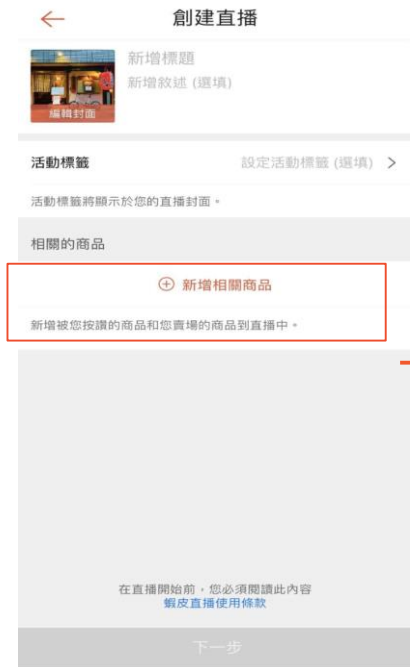 創建直播
新增標題
新增敘述 (選填)
編輯封面
活動標籤
設定活動標籤 (選填)
活動標籤將顯示於您的直播封面。
相關的商品
新增相關商品
新增被您按讚的商品和您賣場的商品到直播中。
在直播開始前，您必須閱讀此內容
蝦皮直播使用條款
下一步